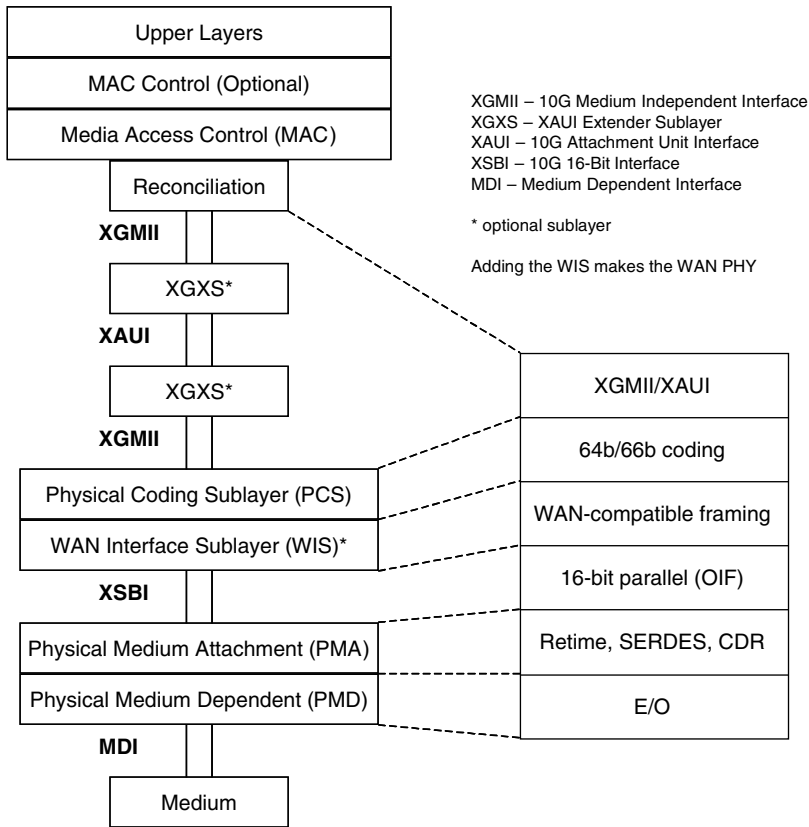 Upper Layers
MAC Control (Optional)
Media Access Control (MAC)
Reconciliation
XGMII
XGXS*
XAUI
XGXS*
XGMII
Physical Coding Sublayer (PCS)
WAN Interface Sublayer (WIS)*
XSBI
Physical Medium Attachment (PMA)
Physical Medium Dependent (PMD)
MDI
Medium
XGMII – 10G Medium Independent Interface
XGXS – XAUI Extender Sublayer
XAUI – 10G Attachment Unit Interface
XSBI – 10G 16-Bit Interface
MDI – Medium Dependent Interface
* optional sublayer
Adding the WIS makes the WAN PHY
XGMII/XAUI
64b/66b coding
WAN-compatible framing
16-bit parallel (OIF)
Retime, SERDES, CDR
E/O